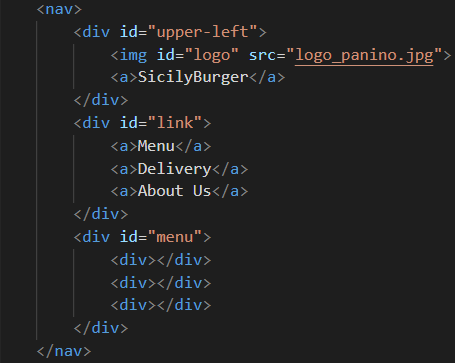 <nav>
<div id="upper-left">
<img id="logo" src="logo_panino.jpg">
<a>SicilyBurger</a>
</div>
<div id="link">
<a>Menu</a>
<a>Delivery</a>
<a>About Us</a>
</div>
<div id="menu">
<div></div>
<div></div>
<div></div>
</div>
</nav>